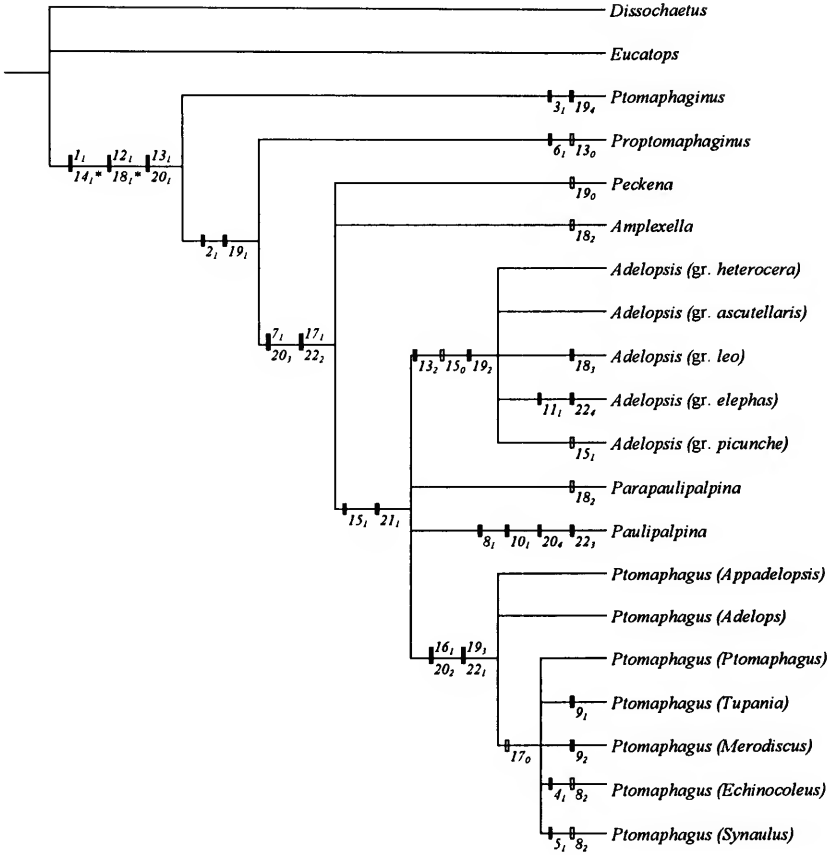 Dissochaetus
Eucatops
Ptomaphaginus
3₁ 19₄
Proptomaphaginus
6₁ 13₀
1₁ 12₁ 13₁
14₁* 18₁* 20₁
Peckena
19₀
Amplexella
18₂
2₁ 19₁
Adelopsis (gr. heterocera)
Adelopsis (gr. ascutellaris)
7₁ 17₁
20₃ 22₂
13₂ 15₀ 19₂
Adelopsis (gr. leo)
18₃
Adelopsis (gr. elephas)
11₁ 22₄
Adelopsis (gr. picunche)
15₁
Parapaulipalpina
18₂
15₁ 21₁
Paulipalpina
8₁ 10₁ 20₄ 22₃
Ptomaphagus (Appadelopsis)
Ptomaphagus (Adelops)
16₁ 19₃
20₂ 22₁
Ptomaphagus (Ptomaphagus)
Ptomaphagus (Tupania)
9₁
17₀
Ptomaphagus (Merodiscus)
9₂
Ptomaphagus (Echinocoleus)
4₁ 8₂
Ptomaphagus (Synaulus)
5₁ 8₂